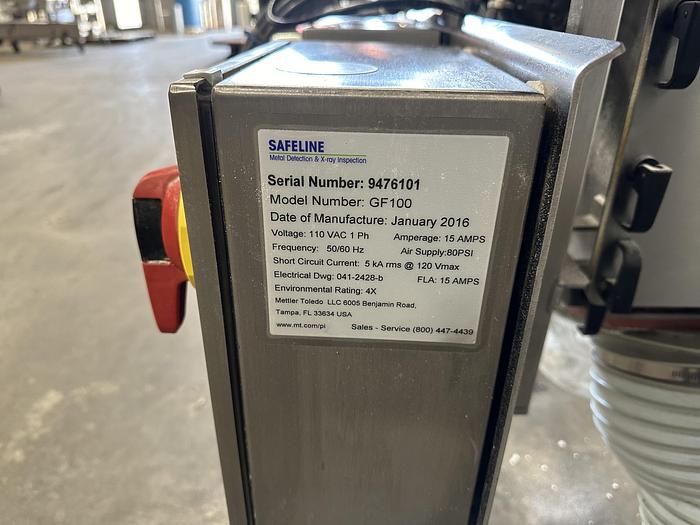 SAFELINE
Metal Detection & X-ray Inspection
Serial Number: 9476101
Model Number: GF100
Date of Manufacture: January 2016
Voltage: 110 VAC 1 Ph Amperage: 15 AMPS
Frequency: 50/60 Hz Air Supply:80PSI
Short Circuit Current: 5 kA rms @ 120 Vmax
Electrical Dwg: 041-2428-b FLA: 15 AMPS
Environmental Rating: 4X
Mettler Toledo LLC 6005 Benjamin Road,
Tampa, FL 33634 USA
www.mt.com/pi Sales - Service (800) 447-4439